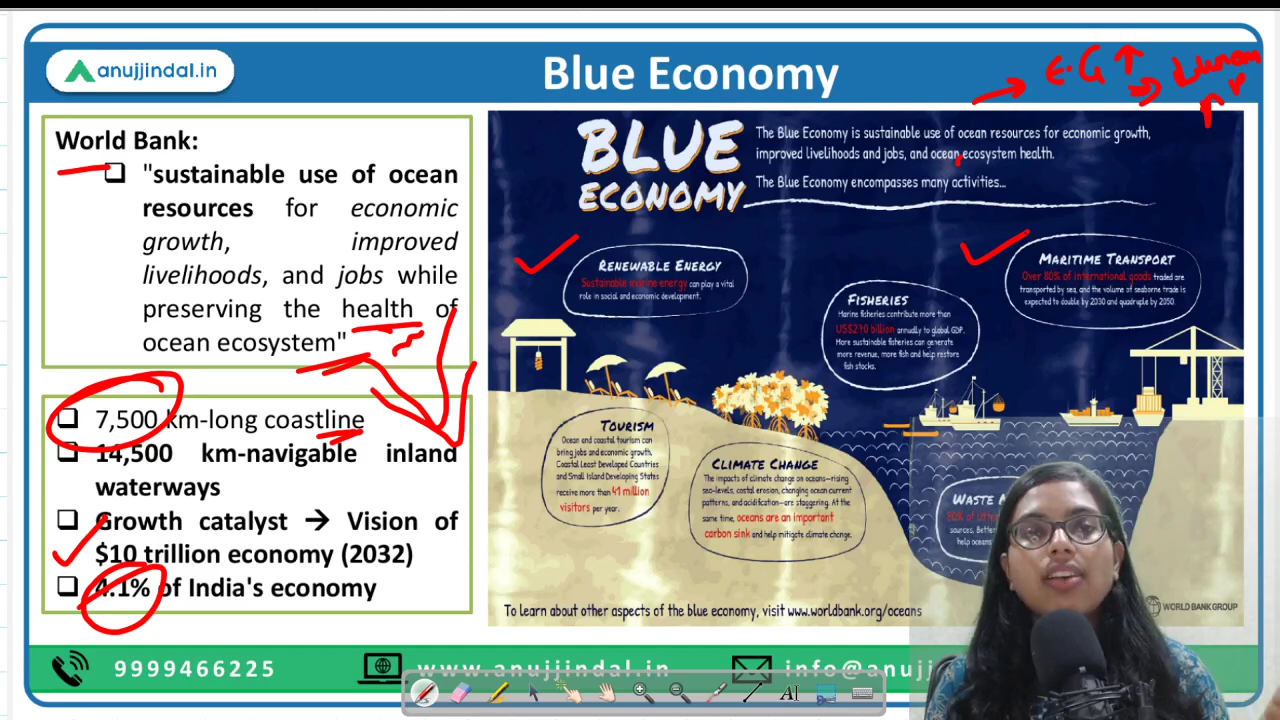 anujjindal.in
Blue Economy
E.G ↑
World Bank:
❑ "sustainable use of ocean
resources for economic
growth, improved
livelihoods, and jobs while
preserving the health of
ocean ecosystem"
❑ 7,500 km-long coastline
❑ 14,500 km-navigable inland
waterways
❑ Growth catalyst → Vision of
$10 trillion economy (2032)
❑ 4.1% of India's economy
BLUE
ECONOMY
The Blue Economy is sustainable use of ocean resources for economic growth,
improved livelihoods and jobs, and ocean ecosystem health.
The Blue Economy encompasses many activities...
RENEWABLE ENERGY
Sustainable marine energy can play a vital
role in social and economic development.
FISHERIES
Marine fisheries contribute more than
US$270 billion annually to global GDP.
More sustainable fisheries can generate
more revenue, more fish and help restore
fish stocks.
MARITIME TRANSPORT
Over 80% of international goods traded are
transported by sea, and the volume of seaborne trade is
expected to double by 2030 and quadruple by 2050.
TOURISM
Ocean and coastal tourism can
bring jobs and economic growth.
Coastal Least Developed Countries
and Small Island Developing States
receive more than 41 million
visitors per year.
CLIMATE CHANGE
The impacts of climate change on oceans—rising
sea-levels, costal erosion, changing ocean current
patterns, and acidification—are staggering. At the
same time, oceans are an important
carbon sink and help mitigate climate change.
WASTE
80% of litter
sources. Better
help oceans
To learn about other aspects of the blue economy, visit www.worldbank.org/oceans
WORLD BANK GROUP
9999466225
www.anujjindal.in
info@anujj
AI